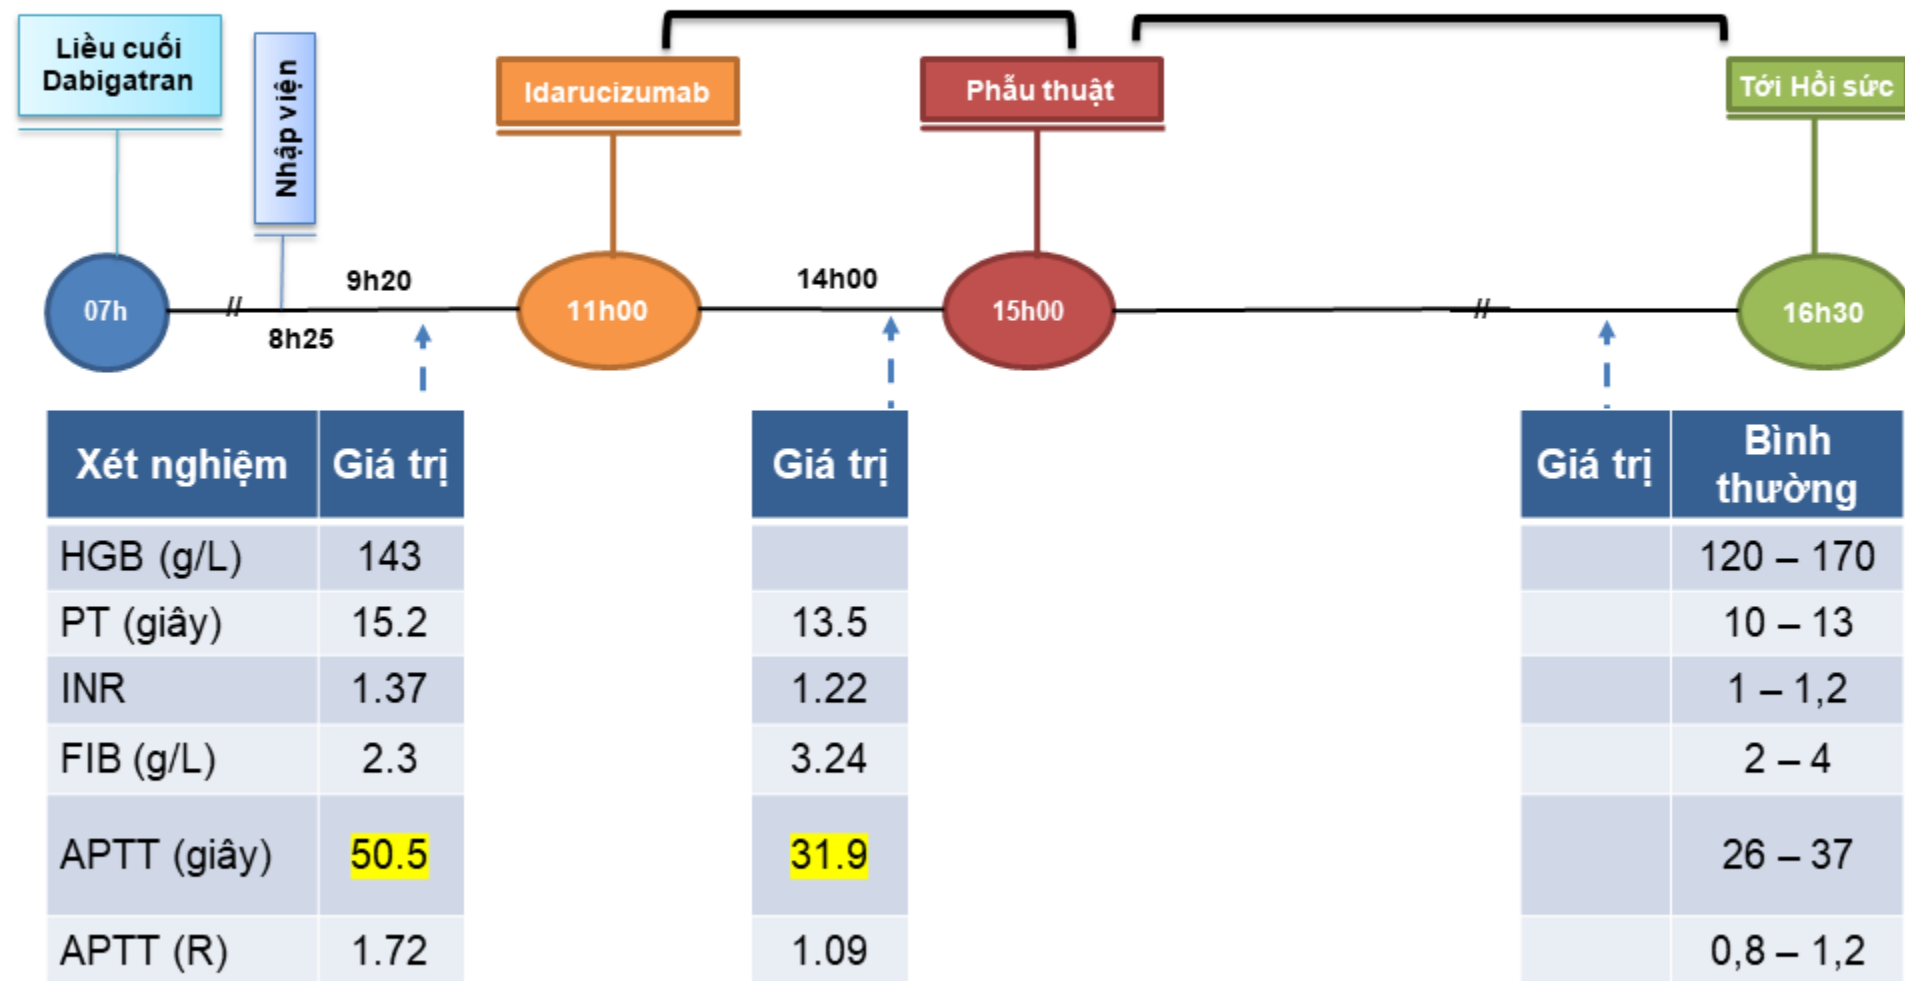 Liều cuối
Dabigatran
Nhập viện
Idarucizumab
Phẫu thuật
Tới Hồi sức
07h
//
8h25
9h20
11h00
14h00
15h00
//
16h30
Xét nghiệm Giá trị Giá trị Giá trị Bình thường
HGB (g/L) 143 120 – 170
PT (giây) 15.2 13.5 10 – 13
INR 1.37 1.22 1 – 1,2
FIB (g/L) 2.3 3.24 2 – 4
APTT (giây) 50.5 31.9 26 – 37
APTT (R) 1.72 1.09 0,8 – 1,2